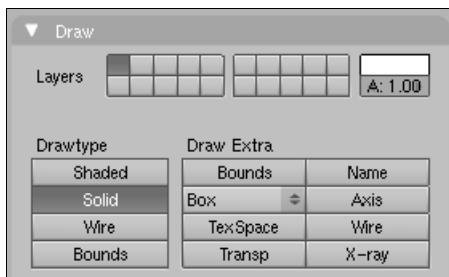 Draw
Layers
A: 1.00
Drawtype Draw Extra
Shaded Bounds Name
Solid Box Axis
Wire TexSpace Wire
Bounds Transp X-ray